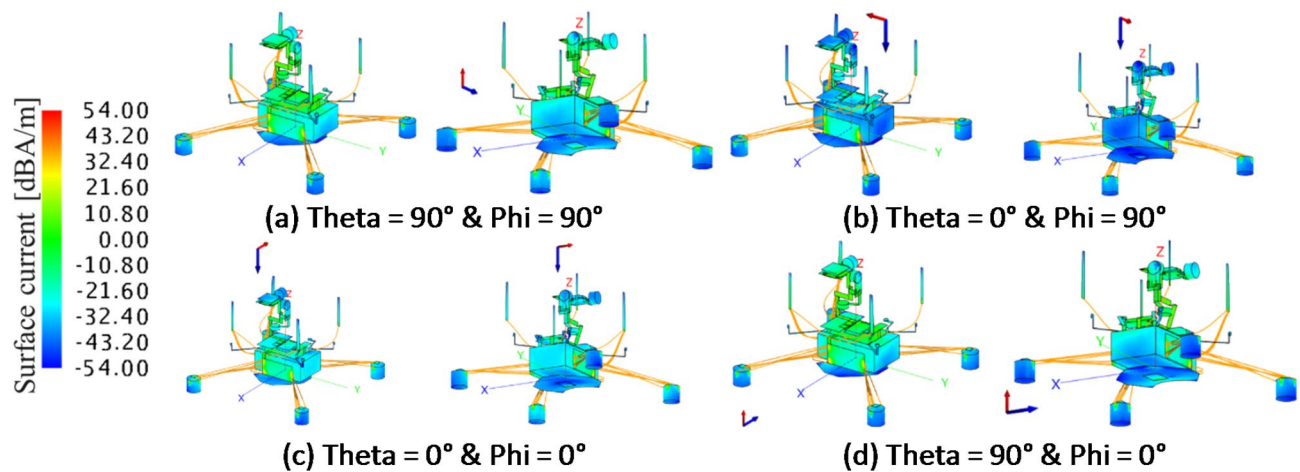 Surface current [dBA/m]
54.00
43.20
32.40
21.60
10.80
0.00
-10.80
-21.60
-32.40
-43.20
-54.00
Z
X
Y
Z
Y
X
(a) Theta = 90° & Phi = 90°
Z
X
Y
Z
Y
X
(b) Theta = 0° & Phi = 90°
Z
X
Y
Z
Y
X
(c) Theta = 0° & Phi = 0°
Z
X
Y
Z
Y
X
(d) Theta = 90° & Phi = 0°